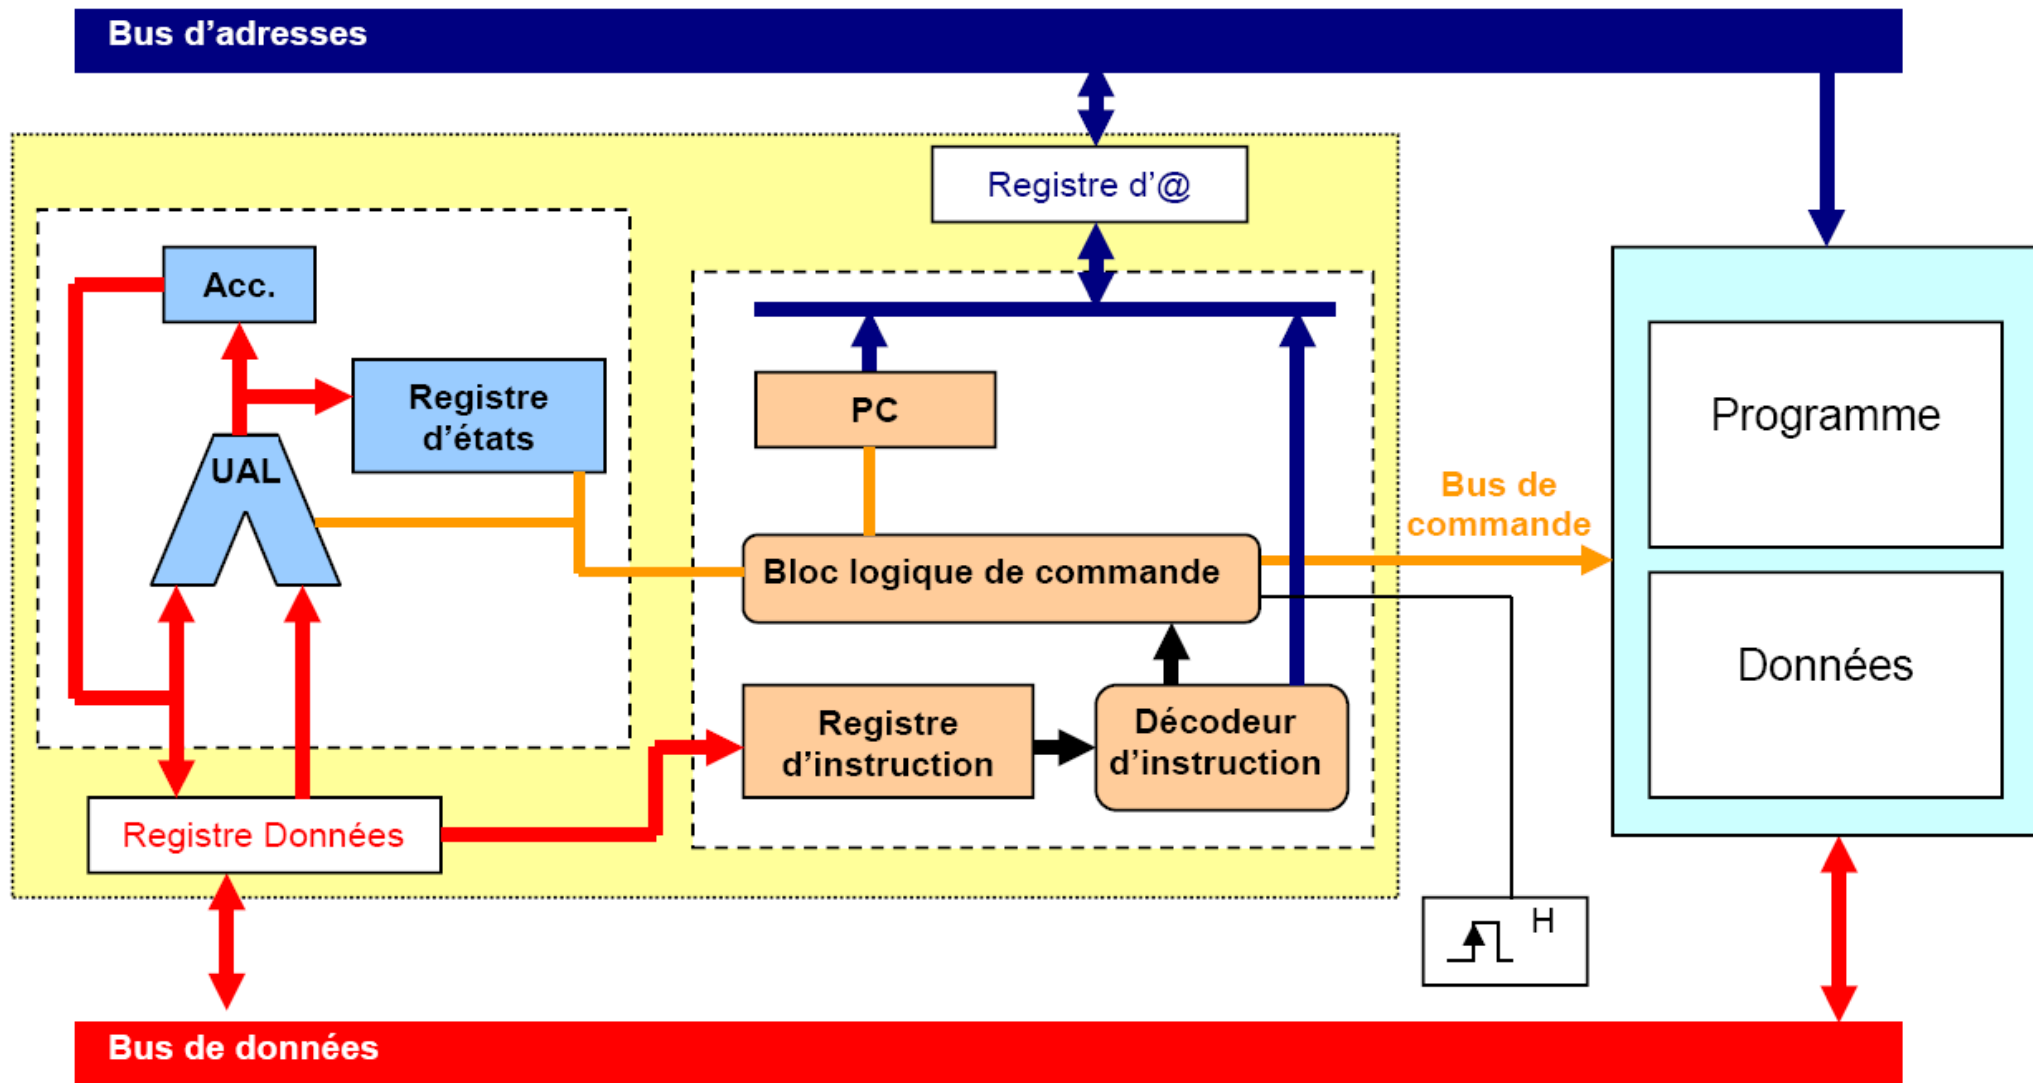 Bus d’adresses
Registre d’@
Acc.
Registre
d’états
UAL
PC
Programme
Bus de
commande
Bloc logique de commande
Données
Registre
d’instruction
Décodeur
d’instruction
Registre Données
H
Bus de données